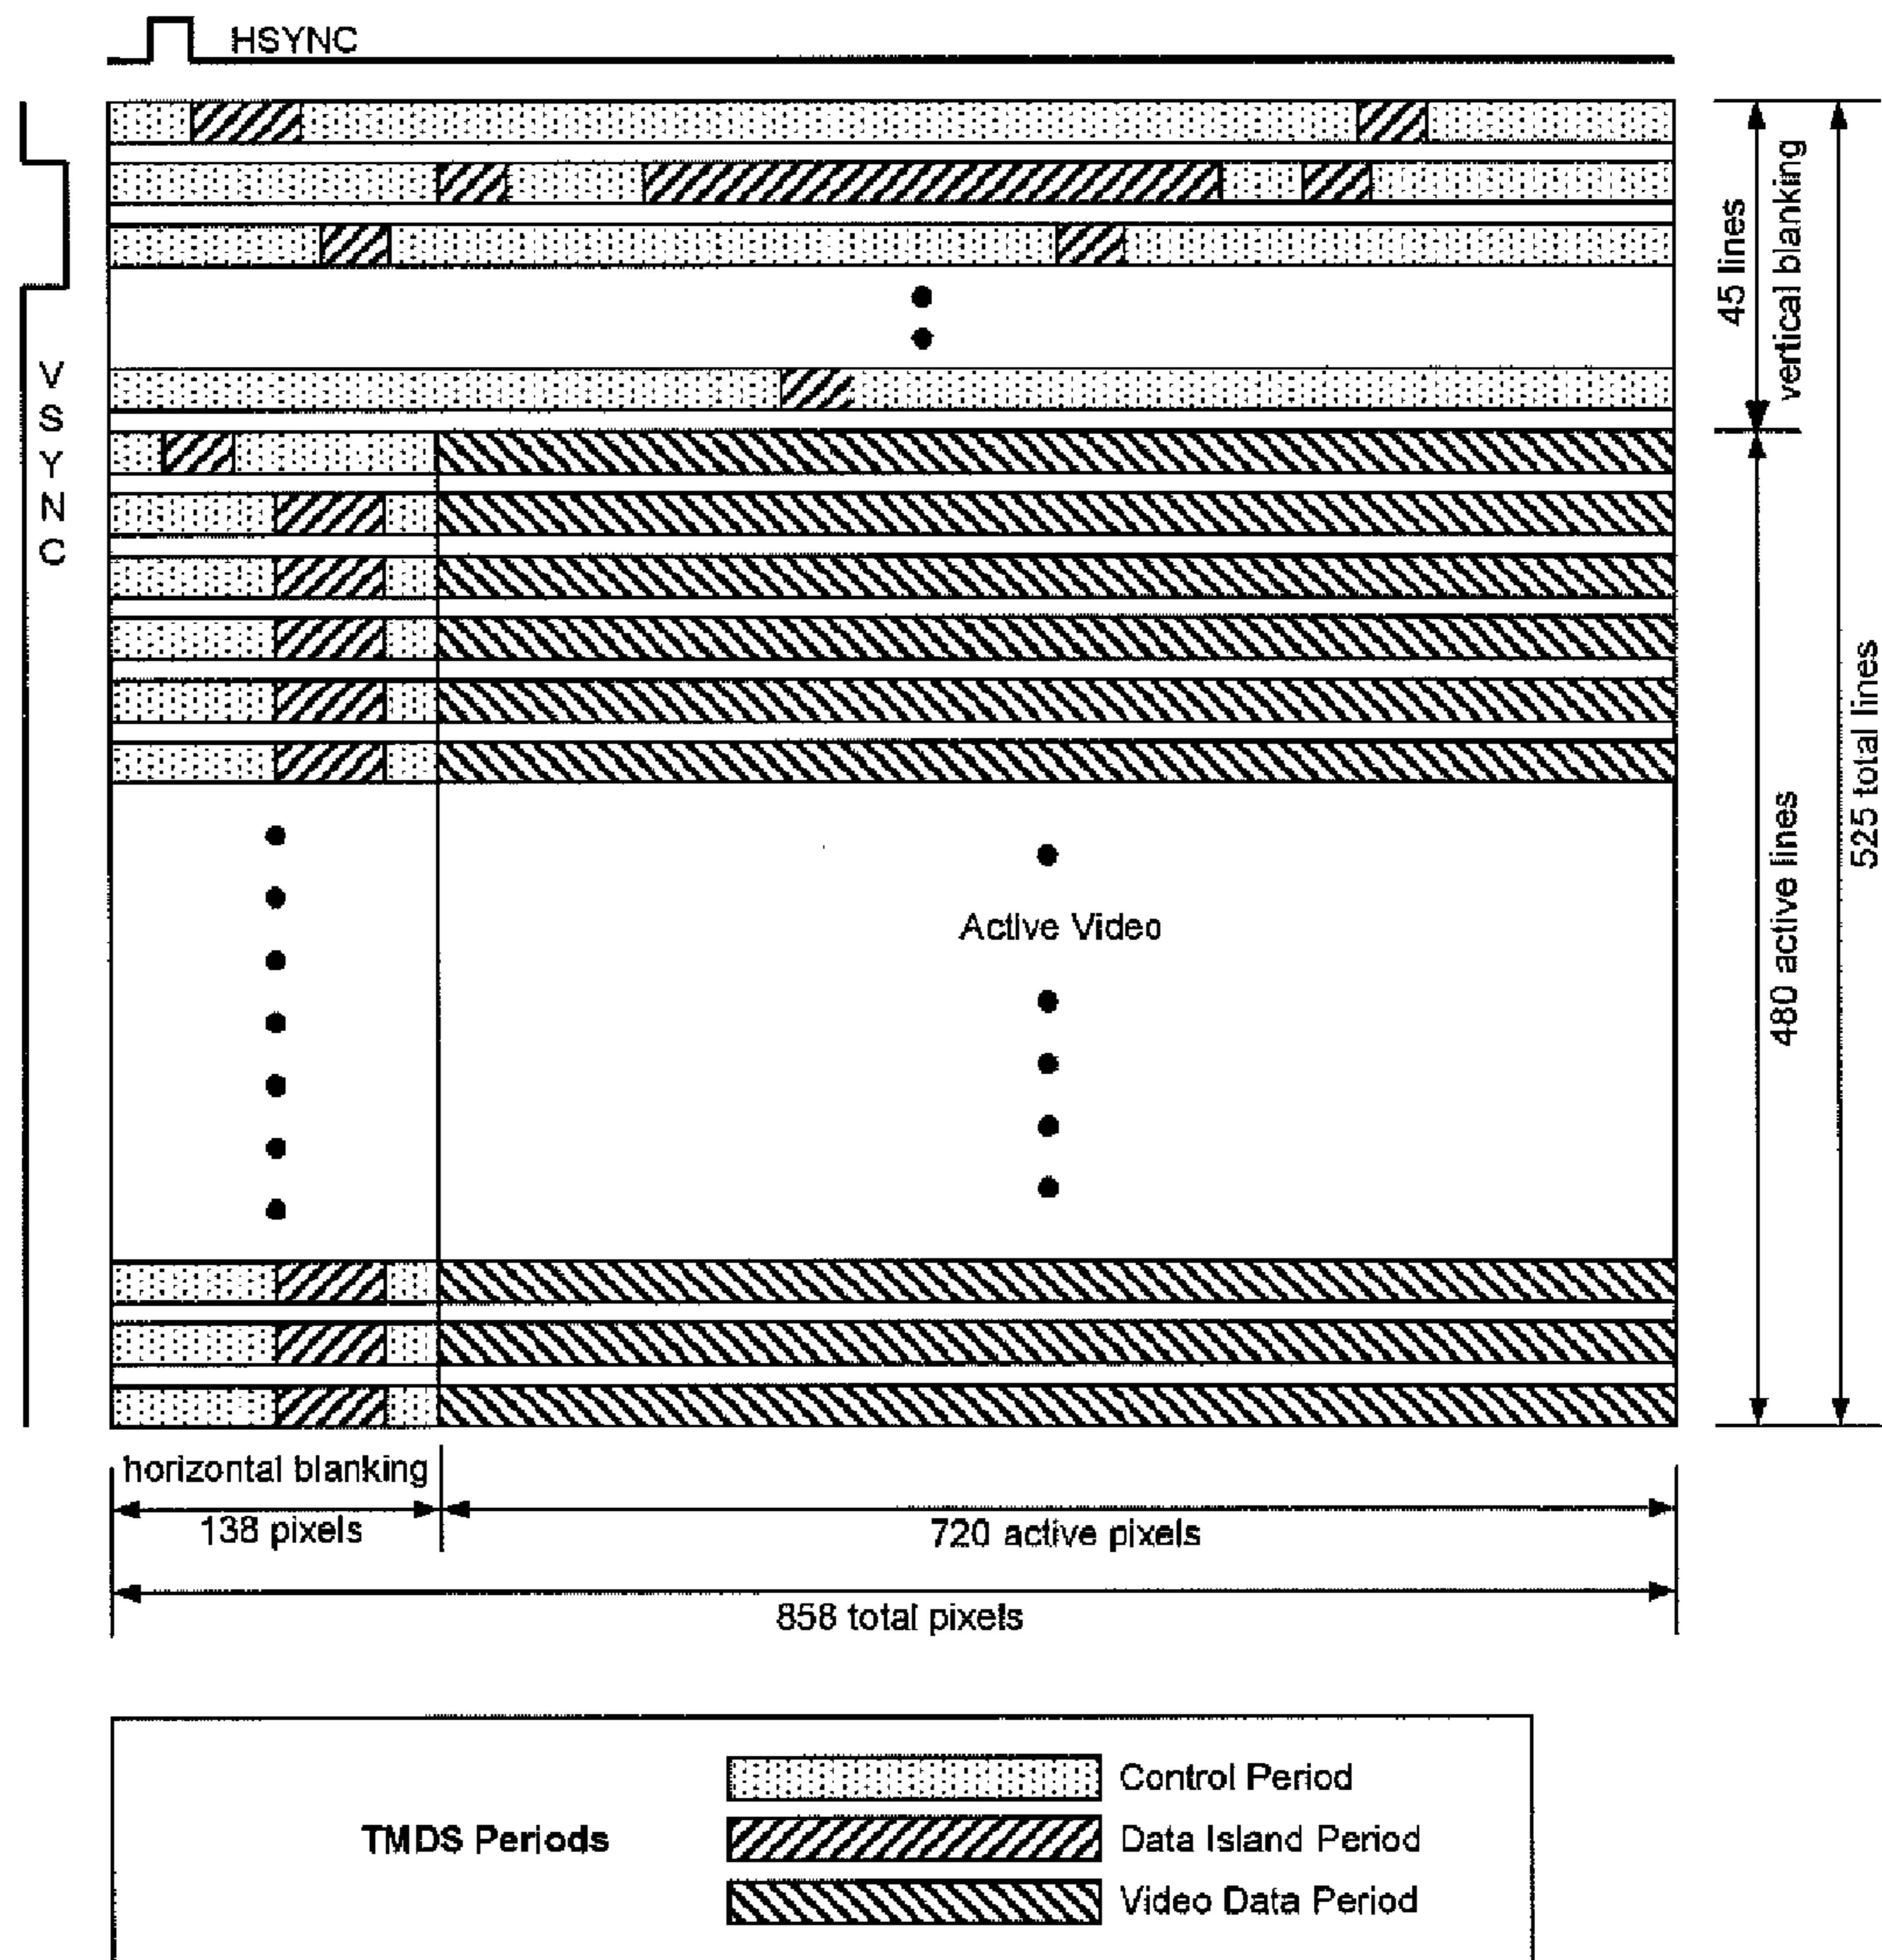 HSYNC
VSYNC
45 lines
vertical blanking
480 active lines
525 total lines
Active Video
horizontal blanking
138 pixels
720 active pixels
858 total pixels
TMDS Periods
Control Period
Data Island Period
Video Data Period